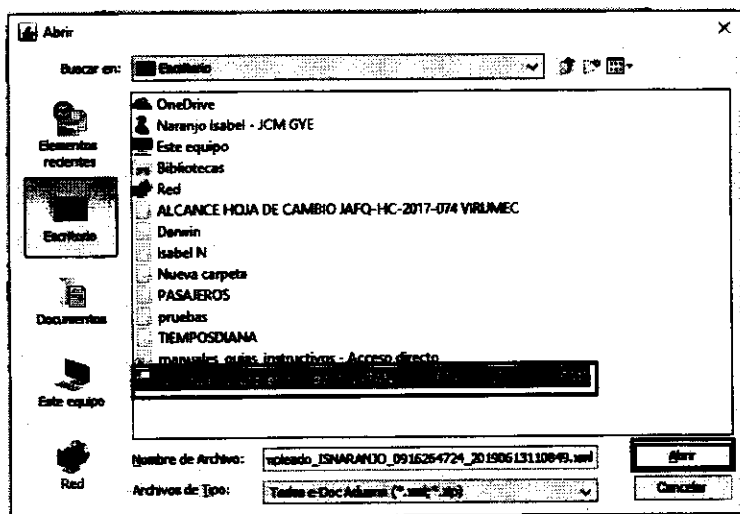 Abrir
Buscar en: Escritorio
OneDrive
Naranjo Isabel - JCM GYE
Este equipo
Bibliotecas
Red
ALCANCE HOJA DE CAMBIO JAFQ-HC-2017-074 VIRUMEC
Darwin
Isabel N
Nueva carpeta
PASAJEROS
pruebas
TIEMPOSDIANA
manuales_guias_instructivos - Acceso directo
Elementos
recientes
Escritorio
Documentos
Este equipo
Red
Nombre de Archivo: mpleado_ISNARANJO_0916264724_20190613110849.xml
Abrir
Archivos de Tipo: Todos e-Doc Aduana (*.xml;*.zip)
Cancelar